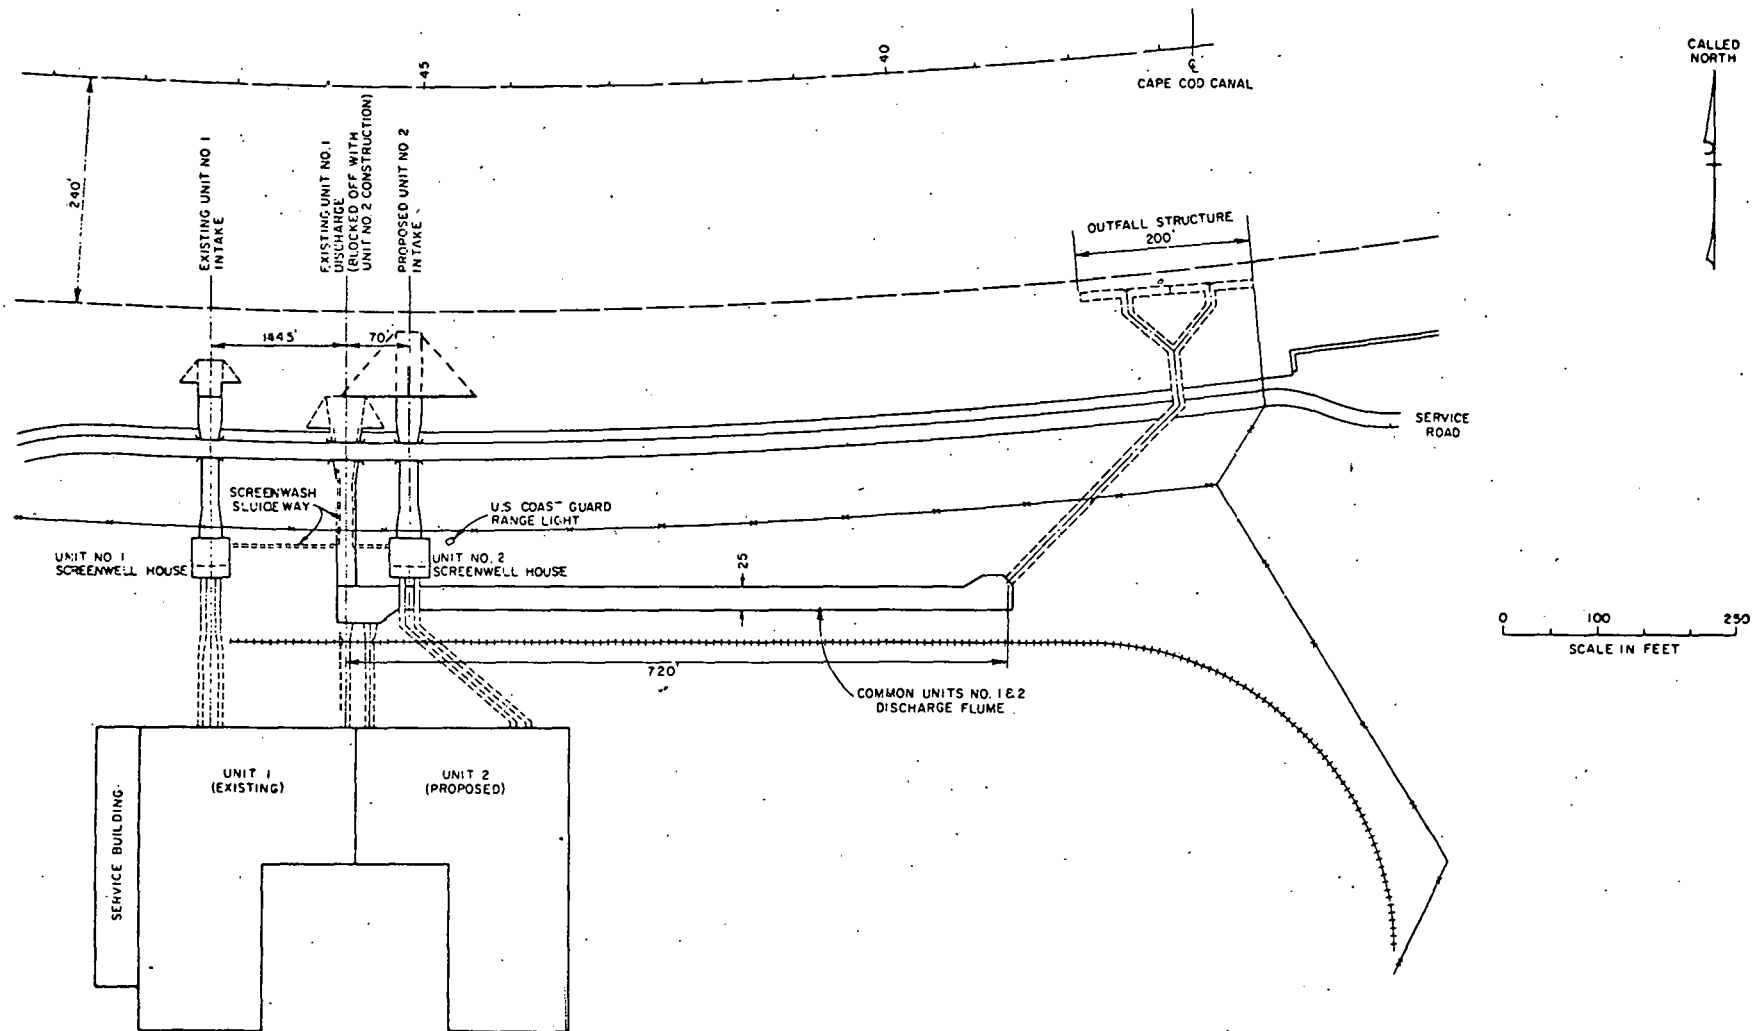 45
40
℄
CAPE COD CANAL
CALLED
NORTH
240'
EXISTING UNIT NO 1
INTAKE
EXISTING UNIT NO.1
DISCHARGE
(BLOCKED OFF WITH
UNIT NO.2 CONSTRUCTION)
PROPOSED UNIT NO 2
INTAKE
OUTFALL STRUCTURE
200'
1445'
70'
SERVICE
ROAD
SCREENWASH
SLUICEWAY
U.S COAST GUARD
RANGE LIGHT
UNIT NO 1
SCREENWELL HOUSE
UNIT NO. 2
SCREENWELL HOUSE
25
0 100 250
SCALE IN FEET
720'
COMMON UNITS NO. 1 & 2
DISCHARGE FLUME
UNIT 1
(EXISTING)
UNIT 2
(PROPOSED)
SERVICE BUILDING